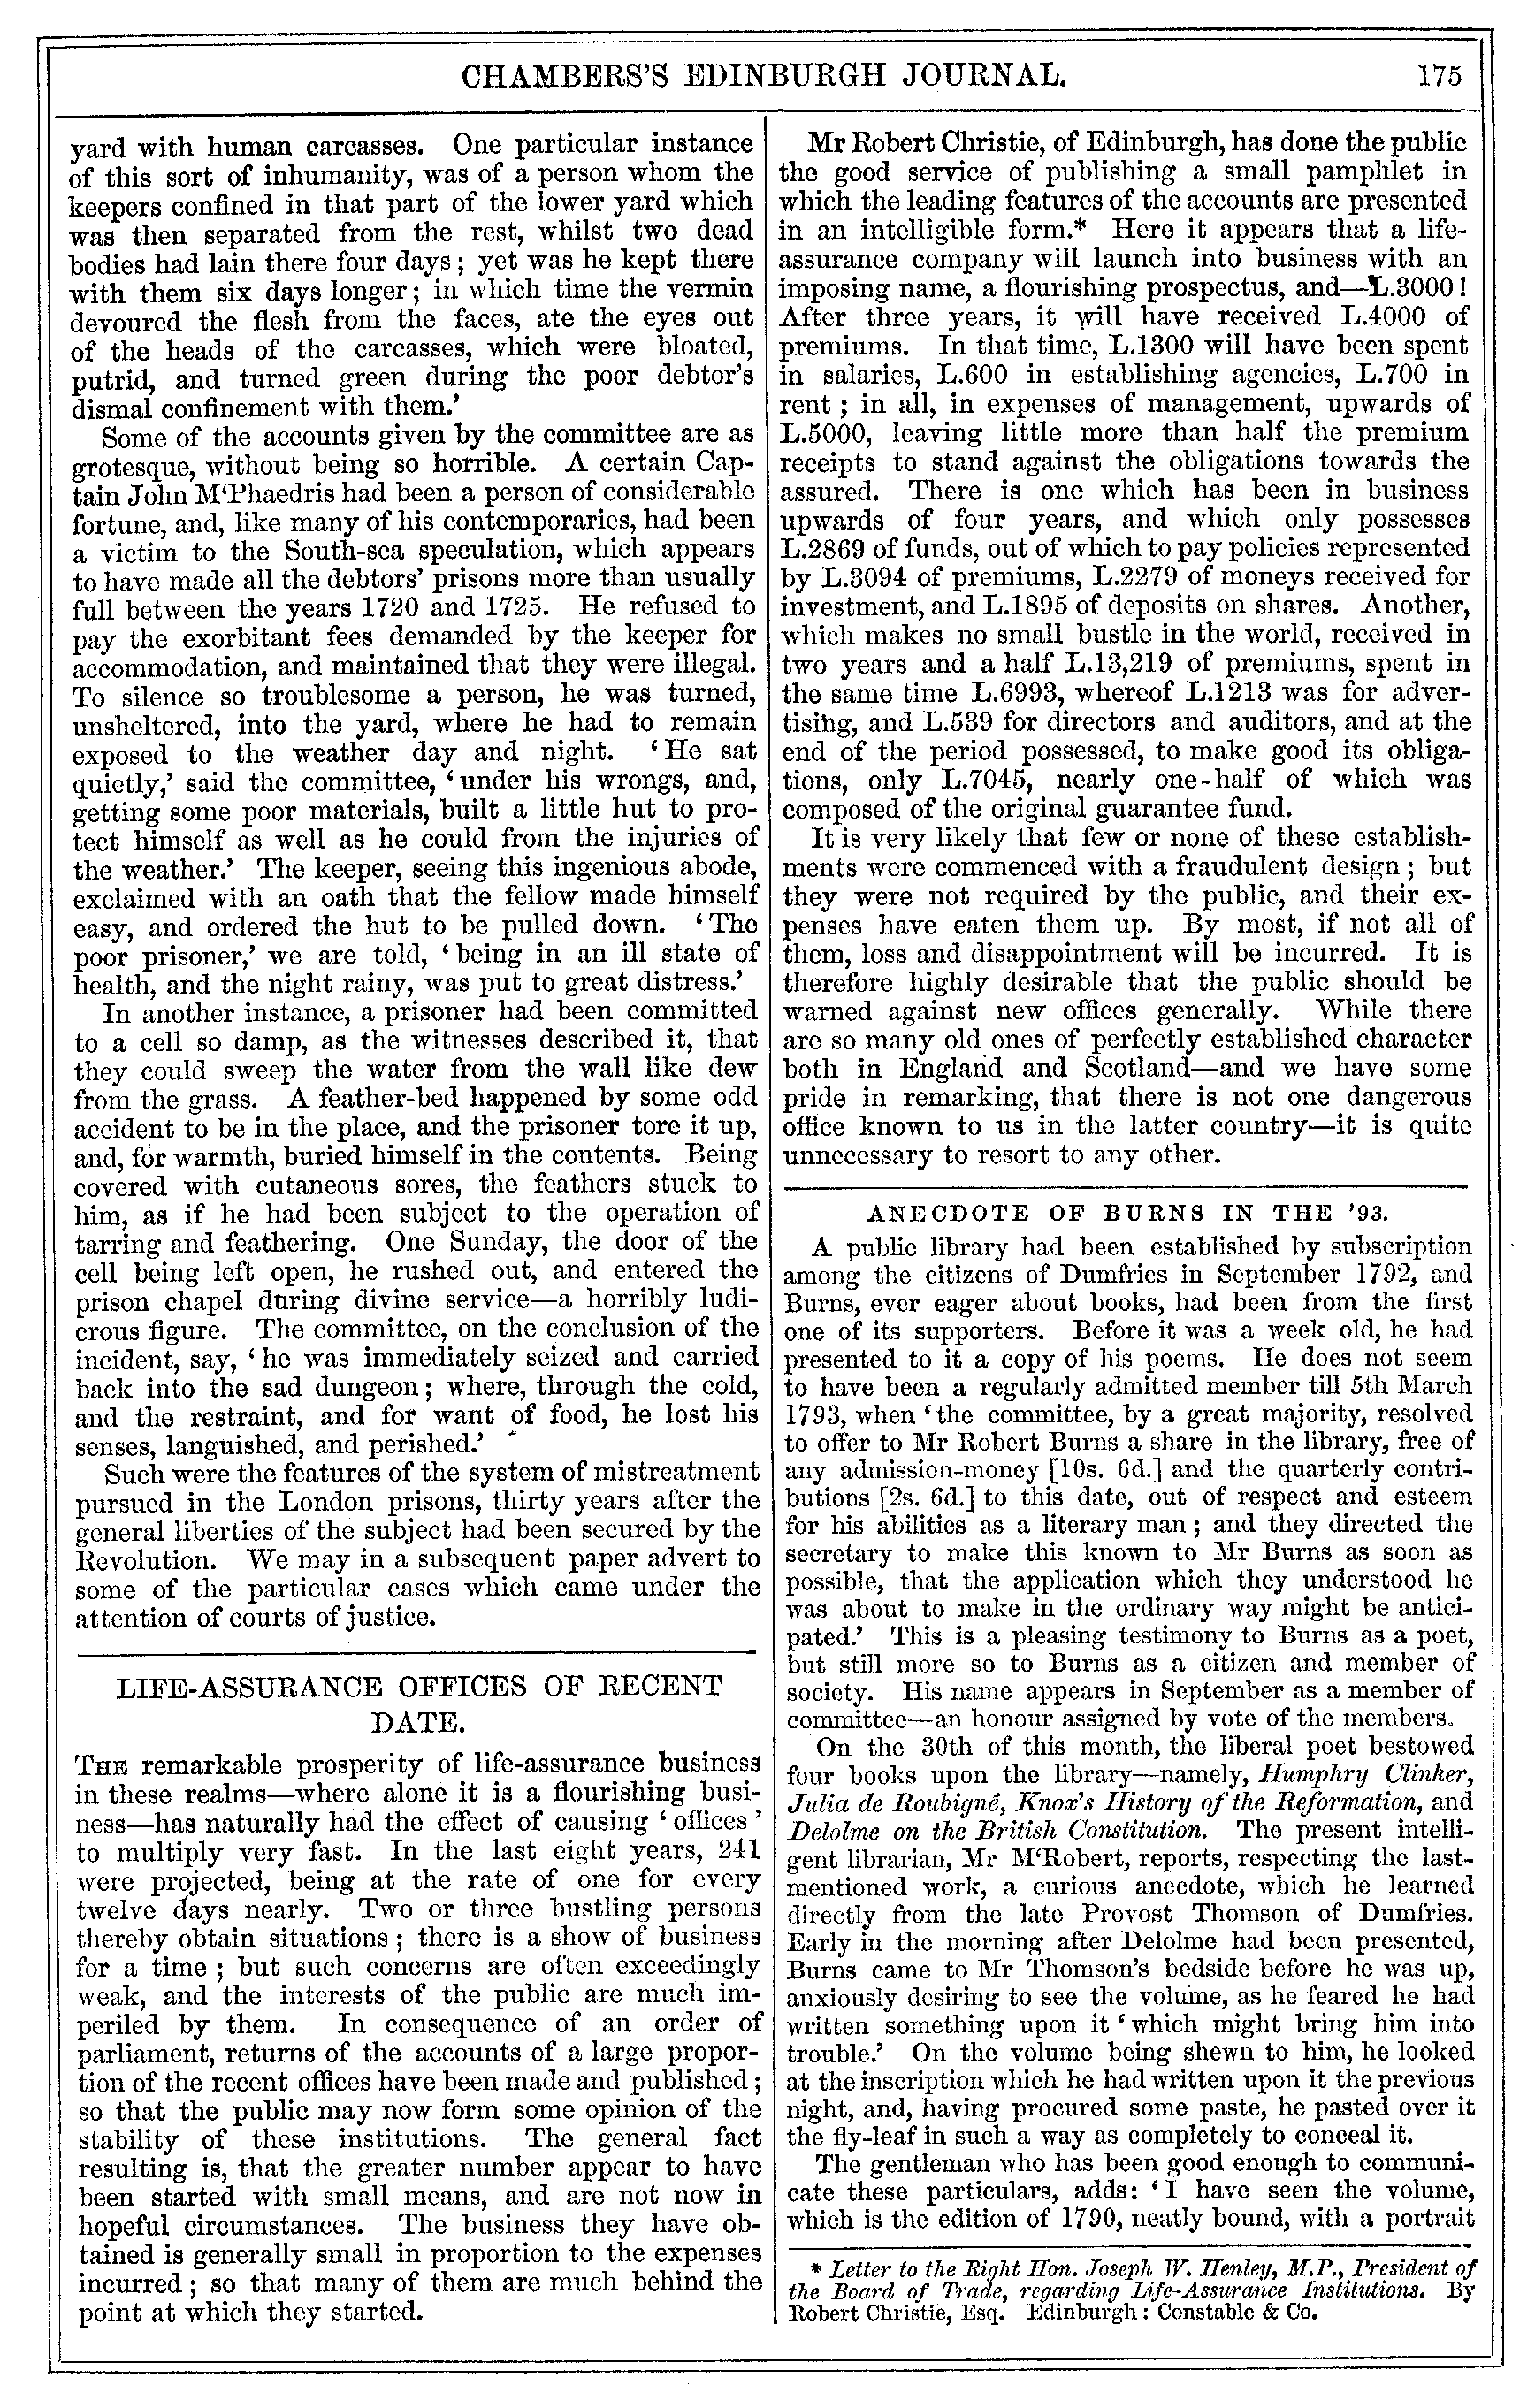 CHAMBERS'S EDINBURGH JOURNAL. 175
yard with human carcasses. One particular instance
of this sort of inhumanity, was of a person whom the
keepers confined in that part of the lower yard which
was then separated from the rest, whilst two dead
bodies had lain there four days; yet was he kept there
with them six days longer; in which time the vermin
devoured the flesh from the faces, ate the eyes out
of the heads of the carcasses, which were bloated,
putrid, and turned green during the poor debtor's
dismal confinement with them.'
Some of the accounts given by the committee are as
grotesque, without being so horrible. A certain Cap-
tain John M'Phaedris had been a person of considerable
fortune, and, like many of his contemporaries, had been
a victim to the South-sea speculation, which appears
to have made all the debtors' prisons more than usually
full between the years 1720 and 1725. He refused to
pay the exorbitant fees demanded by the keeper for
accommodation, and maintained that they were illegal.
To silence so troublesome a person, he was turned,
unsheltered, into the yard, where he had to remain
exposed to the weather day and night. 'He sat
quietly,' said the committee, 'under his wrongs, and,
getting some poor materials, built a little hut to pro-
tect himself as well as he could from the injuries of
the weather.' The keeper, seeing this ingenious abode,
exclaimed with an oath that the fellow made himself
easy, and ordered the hut to be pulled down. 'The
poor prisoner,' we are told, 'being in an ill state of
health, and the night rainy, was put to great distress.'
In another instance, a prisoner had been committed
to a cell so damp, as the witnesses described it, that
they could sweep the water from the wall like dew
from the grass. A feather-bed happened by some odd
accident to be in the place, and the prisoner tore it up,
and, for warmth, buried himself in the contents. Being
covered with cutaneous sores, the feathers stuck to
him, as if he had been subject to the operation of
tarring and feathering. One Sunday, the door of the
cell being left open, he rushed out, and entered the
prison chapel during divine service—a horribly ludi-
crous figure. The committee, on the conclusion of the
incident, say, 'he was immediately seized and carried
back into the sad dungeon; where, through the cold,
and the restraint, and for want of food, he lost his
senses, languished, and perished.'
Such were the features of the system of mistreatment
pursued in the London prisons, thirty years after the
general liberties of the subject had been secured by the
Revolution. We may in a subsequent paper advert to
some of the particular cases which came under the
attention of courts of justice.
LIFE-ASSURANCE OFFICES OF RECENT
DATE.
THE remarkable prosperity of life-assurance business
in these realms—where alone it is a flourishing busi-
ness—has naturally had the effect of causing 'offices'
to multiply very fast. In the last eight years, 241
were projected, being at the rate of one for every
twelve days nearly. Two or three bustling persons
thereby obtain situations; there is a show of business
for a time; but such concerns are often exceedingly
weak, and the interests of the public are much im-
periled by them. In consequence of an order of
parliament, returns of the accounts of a large propor-
tion of the recent offices have been made and published;
so that the public may now form some opinion of the
stability of these institutions. The general fact
resulting is, that the greater number appear to have
been started with small means, and are not now in
hopeful circumstances. The business they have ob-
tained is generally small in proportion to the expenses
incurred; so that many of them are much behind the
point at which they started.
Mr Robert Christie, of Edinburgh, has done the public
the good service of publishing a small pamphlet in
which the leading features of the accounts are presented
in an intelligible form.* Here it appears that a life-
assurance company will launch into business with an
imposing name, a flourishing prospectus, and—L.3000!
After three years, it will have received L.4000 of
premiums. In that time, L.1300 will have been spent
in salaries, L.600 in establishing agencies, L.700 in
rent; in all, in expenses of management, upwards of
L.5000, leaving little more than half the premium
receipts to stand against the obligations towards the
assured. There is one which has been in business
upwards of four years, and which only possesses
L.2869 of funds, out of which to pay policies represented
by L.3094 of premiums, L.2279 of moneys received for
investment, and L.1895 of deposits on shares. Another,
which makes no small bustle in the world, received in
two years and a half L.13,219 of premiums, spent in
the same time L.6993, whereof L.1213 was for adver-
tising, and L.539 for directors and auditors, and at the
end of the period possessed, to make good its obliga-
tions, only L.7045, nearly one-half of which was
composed of the original guarantee fund.
It is very likely that few or none of these establish-
ments were commenced with a fraudulent design; but
they were not required by the public, and their ex-
penses have eaten them up. By most, if not all of
them, loss and disappointment will be incurred. It is
therefore highly desirable that the public should be
warned against new offices generally. While there
are so many old ones of perfectly established character
both in England and Scotland—and we have some
pride in remarking, that there is not one dangerous
office known to us in the latter country—it is quite
unnecessary to resort to any other.
ANECDOTE OF BURNS IN THE '93.
A public library had been established by subscription
among the citizens of Dumfries in September 1792, and
Burns, ever eager about books, had been from the first
one of its supporters. Before it was a week old, he had
presented to it a copy of his poems. He does not seem
to have been a regularly admitted member till 5th March
1793, when 'the committee, by a great majority, resolved
to offer to Mr Robert Burns a share in the library, free of
any admission-money [10s. 6d.] and the quarterly contri-
butions [2s. 6d.] to this date, out of respect and esteem
for his abilities as a literary man; and they directed the
secretary to make this known to Mr Burns as soon as
possible, that the application which they understood he
was about to make in the ordinary way might be antici-
pated.' This is a pleasing testimony to Burns as a poet,
but still more so to Burns as a citizen and member of
society. His name appears in September as a member of
committee—an honour assigned by vote of the members.
On the 30th of this month, the liberal poet bestowed
four books upon the library—namely, Humphry Clinker,
Julia de Roubigné, Knox's History of the Reformation, and
Delolme on the British Constitution. The present intelli-
gent librarian, Mr M'Robert, reports, respecting the last-
mentioned work, a curious anecdote, which he learned
directly from the late Provost Thomson of Dumfries.
Early in the morning after Delolme had been presented,
Burns came to Mr Thomson's bedside before he was up,
anxiously desiring to see the volume, as he feared he had
written something upon it 'which might bring him into
trouble.' On the volume being shewn to him, he looked
at the inscription which he had written upon it the previous
night, and, having procured some paste, he pasted over it
the fly-leaf in such a way as completely to conceal it.
The gentleman who has been good enough to communi-
cate these particulars, adds: 'I have seen the volume,
which is the edition of 1790, neatly bound, with a portrait
* Letter to the Right Hon. Joseph W. Henley, M.P., President of
the Board of Trade, regarding Life-Assurance Institutions. By
Robert Christie, Esq. Edinburgh: Constable & Co.